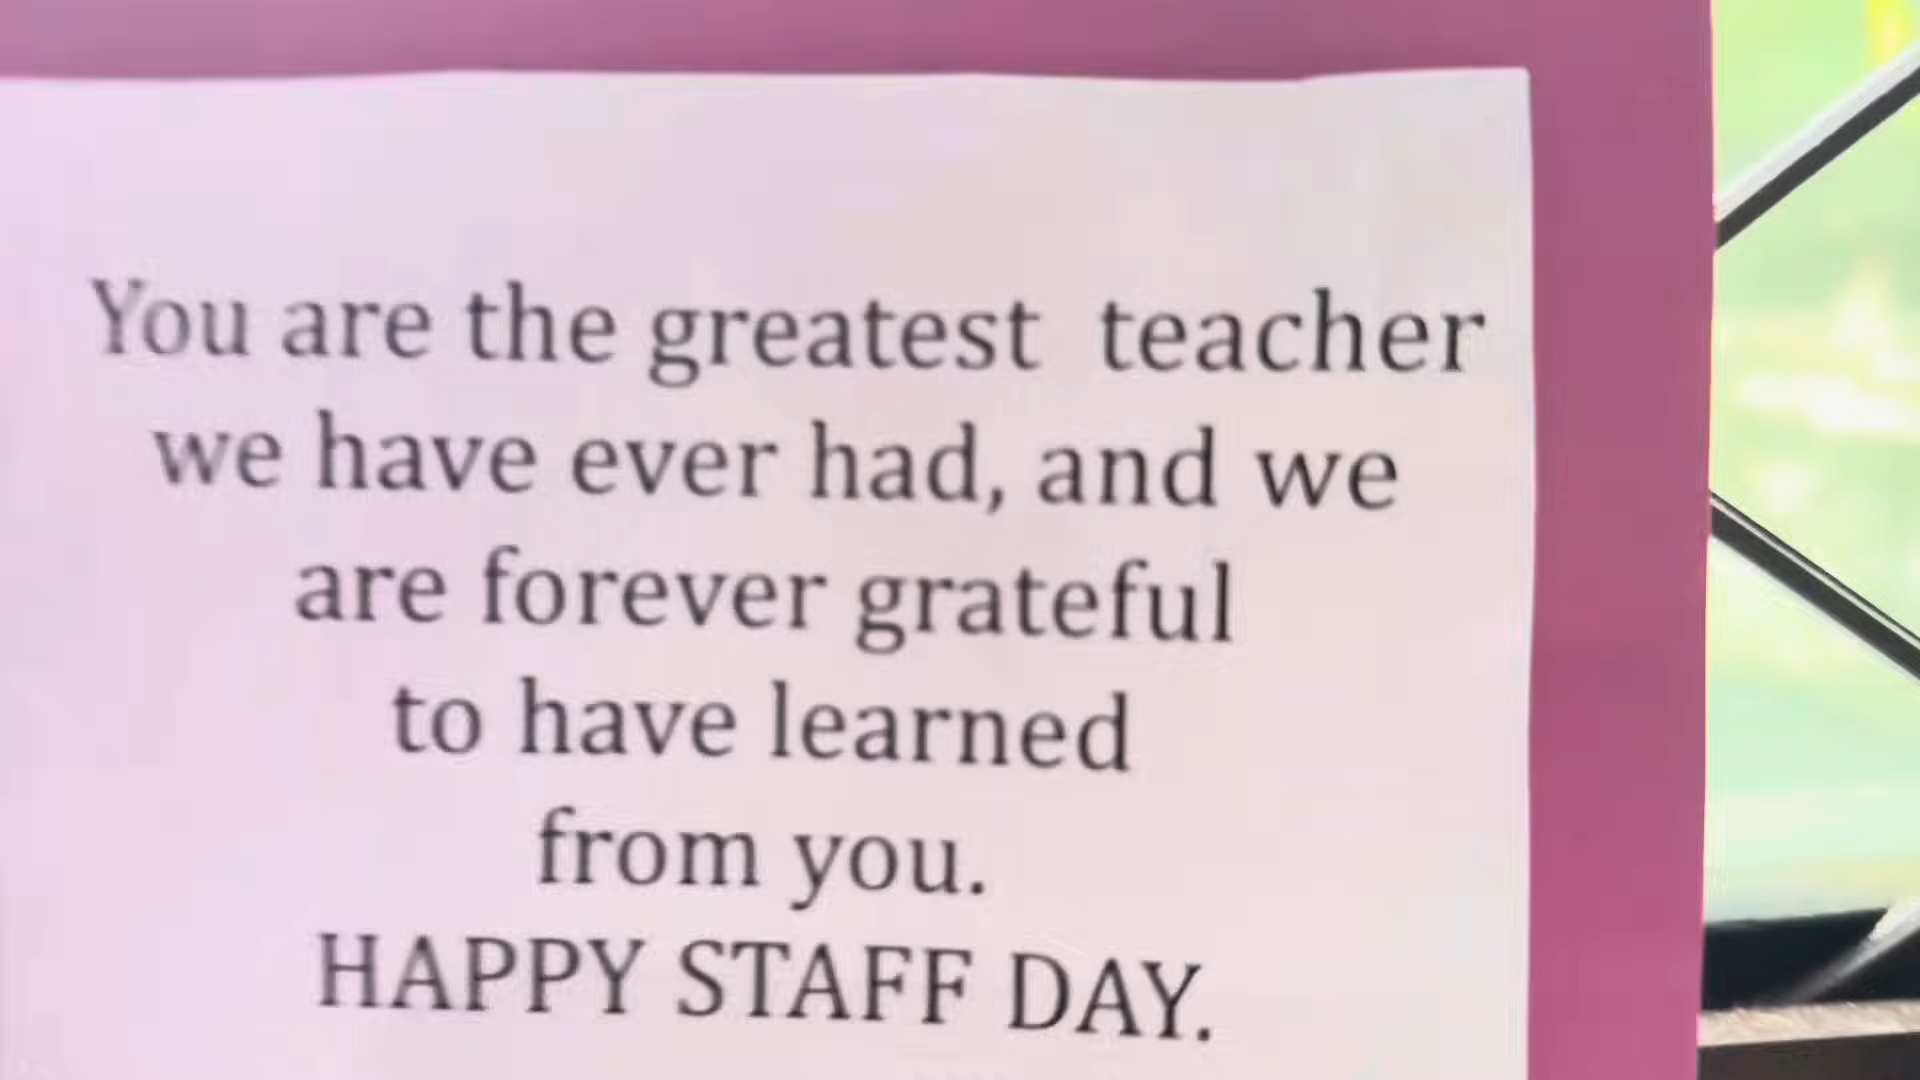 You are the greatest teacher
we have ever had, and we
are forever grateful
to have learned
from you.
HAPPY STAFF DAY.